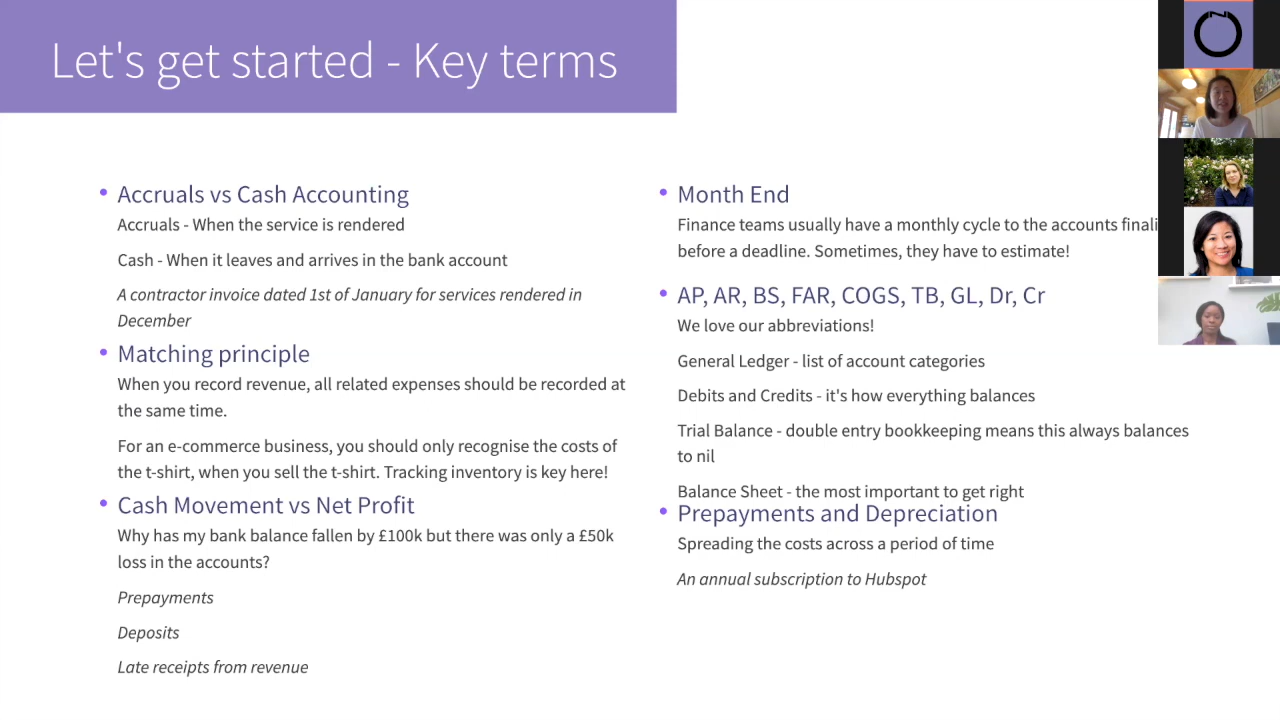 Let's get started - Key terms
Accruals vs Cash Accounting
Accruals - When the service is rendered
Cash - When it leaves and arrives in the bank account
A contractor invoice dated 1st of January for services rendered in
December
Matching principle
When you record revenue, all related expenses should be recorded at
the same time.
For an e-commerce business, you should only recognise the costs of
the t-shirt, when you sell the t-shirt. Tracking inventory is key here!
Cash Movement vs Net Profit
Why has my bank balance fallen by £100k but there was only a £50k
loss in the accounts?
Prepayments
Deposits
Late receipts from revenue
Month End
Finance teams usually have a monthly cycle to the accounts finali
before a deadline. Sometimes, they have to estimate!
AP, AR, BS, FAR, COGS, TB, GL, Dr, Cr
We love our abbreviations!
General Ledger - list of account categories
Debits and Credits - it's how everything balances
Trial Balance - double entry bookkeeping means this always balances
to nil
Balance Sheet - the most important to get right
Prepayments and Depreciation
Spreading the costs across a period of time
An annual subscription to Hubspot